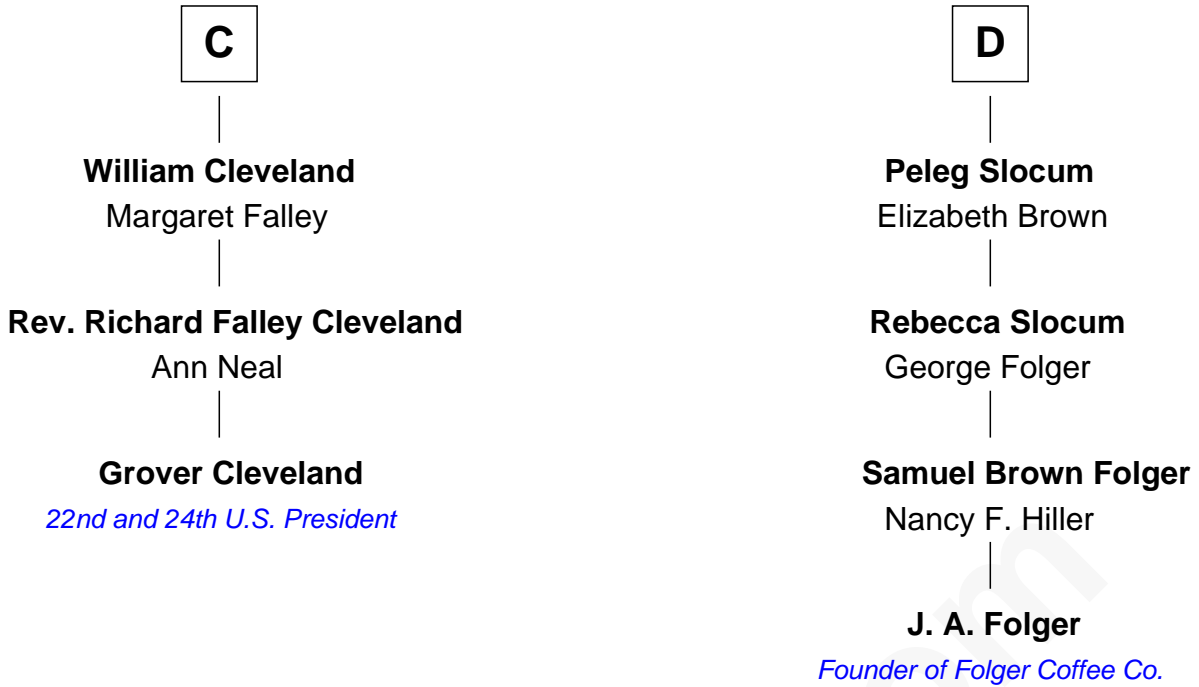 C
William Cleveland
Margaret Falley
Rev. Richard Falley Cleveland
Ann Neal
Grover Cleveland
22nd and 24th U.S. President
D
Peleg Slocum
Elizabeth Brown
Rebecca Slocum
George Folger
Samuel Brown Folger
Nancy F. Hiller
J. A. Folger
Founder of Folger Coffee Co.